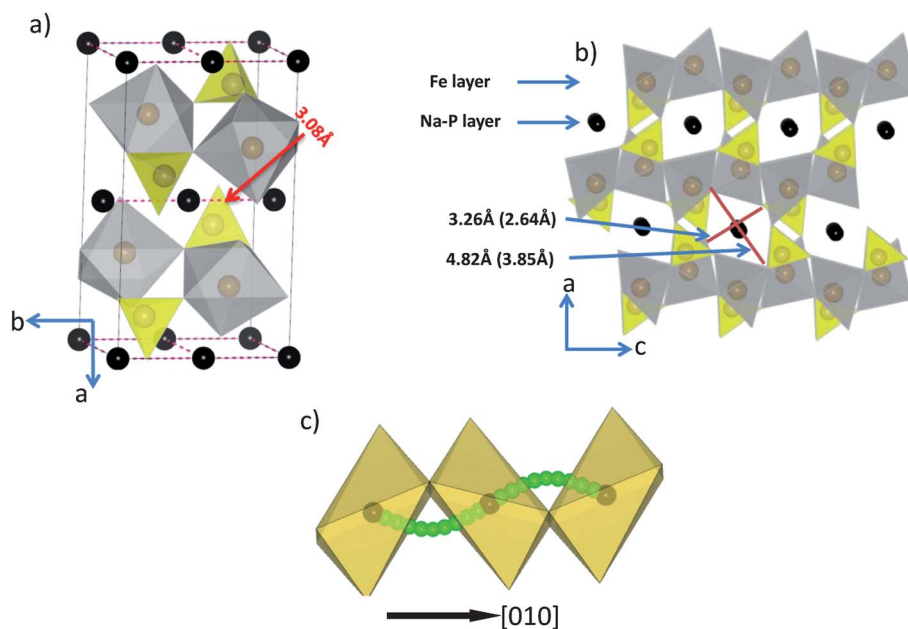 a)
3.08Å
b
a
b)
Fe layer
Na-P layer
3.26Å (2.64Å)
4.82Å (3.85Å)
a
c
c)
[010]